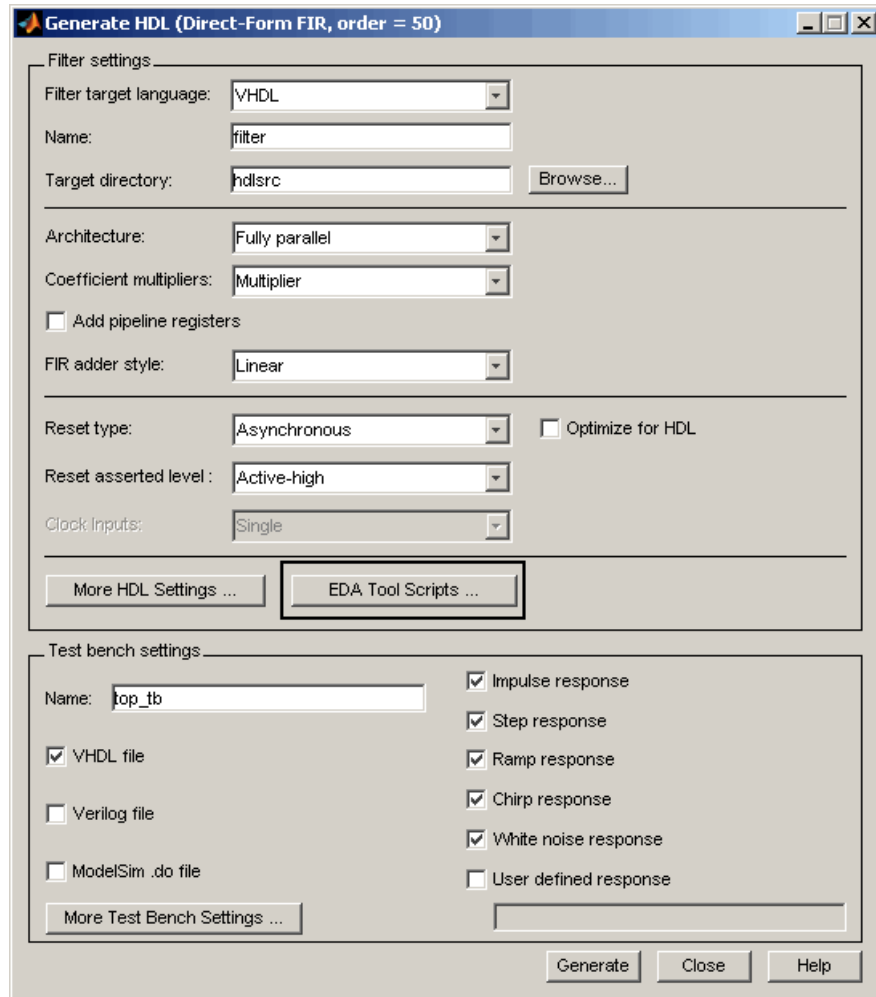 Generate HDL (Direct-Form FIR, order = 50)
Filter settings
Filter target language: VHDL
Name: filter
Target directory: hdlsrc Browse...
Architecture: Fully parallel
Coefficient multipliers: Multiplier
Add pipeline registers
FIR adder style: Linear
Reset type: Asynchronous Optimize for HDL
Reset asserted level : Active-high
Clock Inputs: Single
More HDL Settings ... EDA Tool Scripts ...
Test bench settings
Name: top_tb
VHDL file
Verilog file
ModelSim .do file
More Test Bench Settings ...
Impulse response
Step response
Ramp response
Chirp response
White noise response
User defined response
Generate Close Help